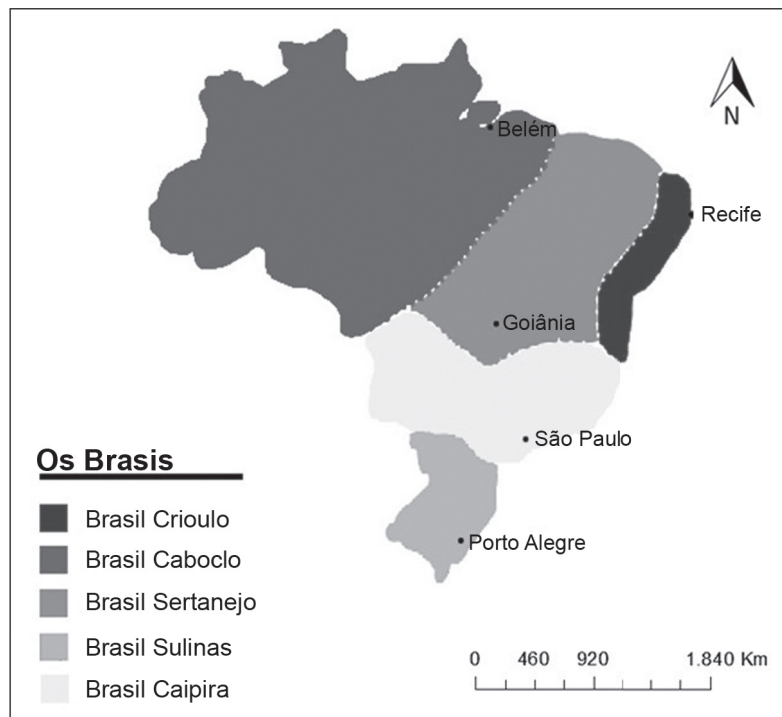 N
Belém
Recife
Goiânia
São Paulo
Porto Alegre
Os Brasis
Brasil Crioulo
Brasil Caboclo
Brasil Sertanejo
Brasil Sulinas
Brasil Caipira
0 460 920 1.840 Km